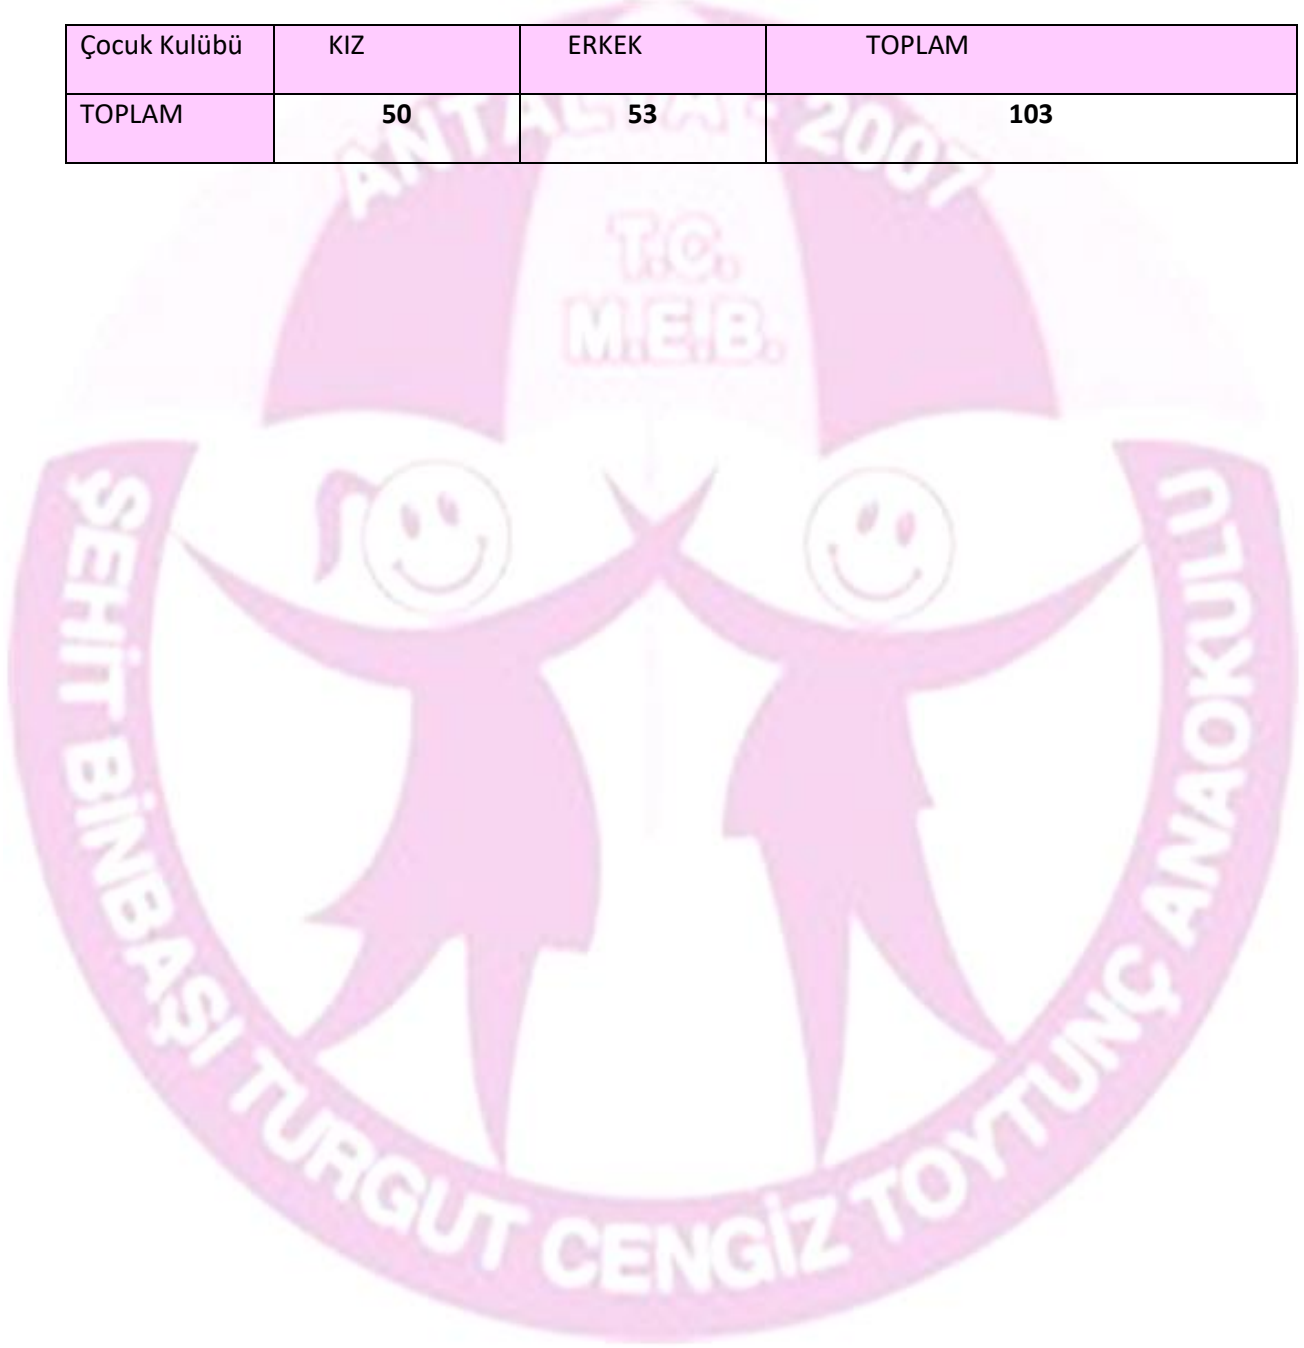 Çocuk Kulübü KIZ ERKEK TOPLAM
TOPLAM 50 53 103
ANTALYA - 2007
T.C.
M.E.B.
ŞEHİT BİNBAŞI TURGUT CENGİZ TOYTUNÇ ANAOKULU